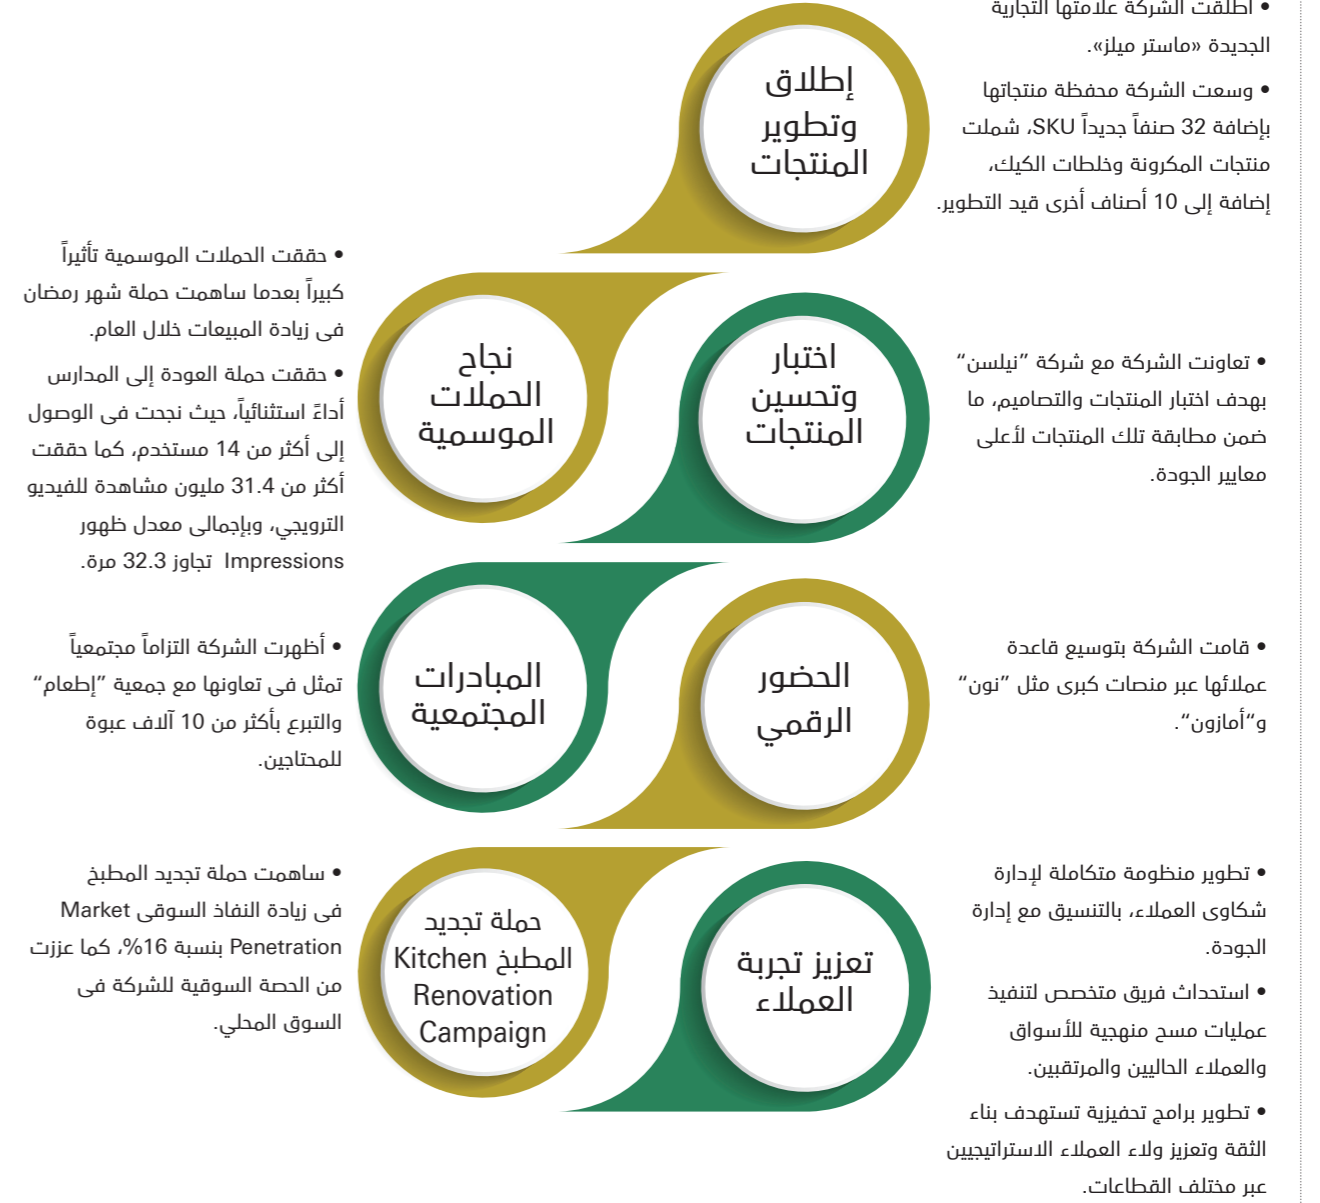 • أطلقت الشركة علامتها التجارية
الجديدة «ماستر ميلز».
• وسعت الشركة محفظة منتجاتها
بإضافة 32 صنفاً جديداً SKU، شملت
منتجات المكرونة وخلطات الكيك،
إضافة إلى 10 أصناف أخرى قيد التطوير.
إطلاق
وتطوير
المنتجات
• حققت الحملات الموسمية تأثيراً
كبيراً بعدما ساهمت حملة شهر رمضان
فى زيادة المبيعات خلال العام.
• حققت حملة العودة إلى المدارس
أداءً استثنائياً، حيث نجحت فى الوصول
إلى أكثر من 14 مستخدم، كما حققت
أكثر من 31.4 مليون مشاهدة للفيديو
الترويجي، وبإجمالى معدل ظهور
Impressions تجاوز 32.3 مرة.
نجاح
الحملات
الموسمية
اختبار
وتحسين
المنتجات
• تعاونت الشركة مع شركة ”نيلسن“
بهدف اختبار المنتجات والتصاميم، ما
ضمن مطابقة تلك المنتجات لأعلى
معايير الجودة.
• أظهرت الشركة التزاماً مجتمعياً
تمثل فى تعاونها مع جمعية ”إطعام“
والتبرع بأكثر من 10 آلاف عبوة
للمحتاجين.
المبادرات
المجتمعية
الحضور
الرقمي
• قامت الشركة بتوسيع قاعدة
عملائها عبر منصات كبرى مثل ”نون“
و“أمازون“.
• ساهمت حملة تجديد المطبخ
فى زيادة النفاذ السوقى Market
Penetration بنسبة 16%، كما عززت
من الحصة السوقية للشركة فى
السوق المحلي.
حملة تجديد
المطبخ Kitchen
Renovation
Campaign
تعزيز تجربة
العملاء
• تطوير منظومة متكاملة لإدارة
شكاوى العملاء، بالتنسيق مع إدارة
الجودة.
• استحداث فريق متخصص لتنفيذ
عمليات مسح منهجية للأسواق
والعملاء الحاليين والمرتقبين.
• تطوير برامج تحفيزية تستهدف بناء
الثقة وتعزيز ولاء العملاء الاستراتيجيين
عبر مختلف القطاعات.